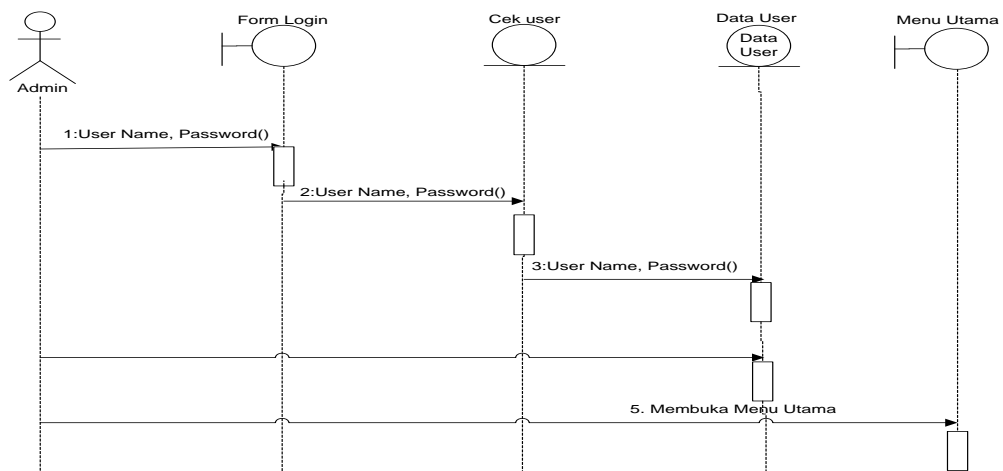 Form Login
Cek user
Data User
Menu Utama
Data
User
Admin
1:User Name, Password()
2:User Name, Password()
3:User Name, Password()
5. Membuka Menu Utama